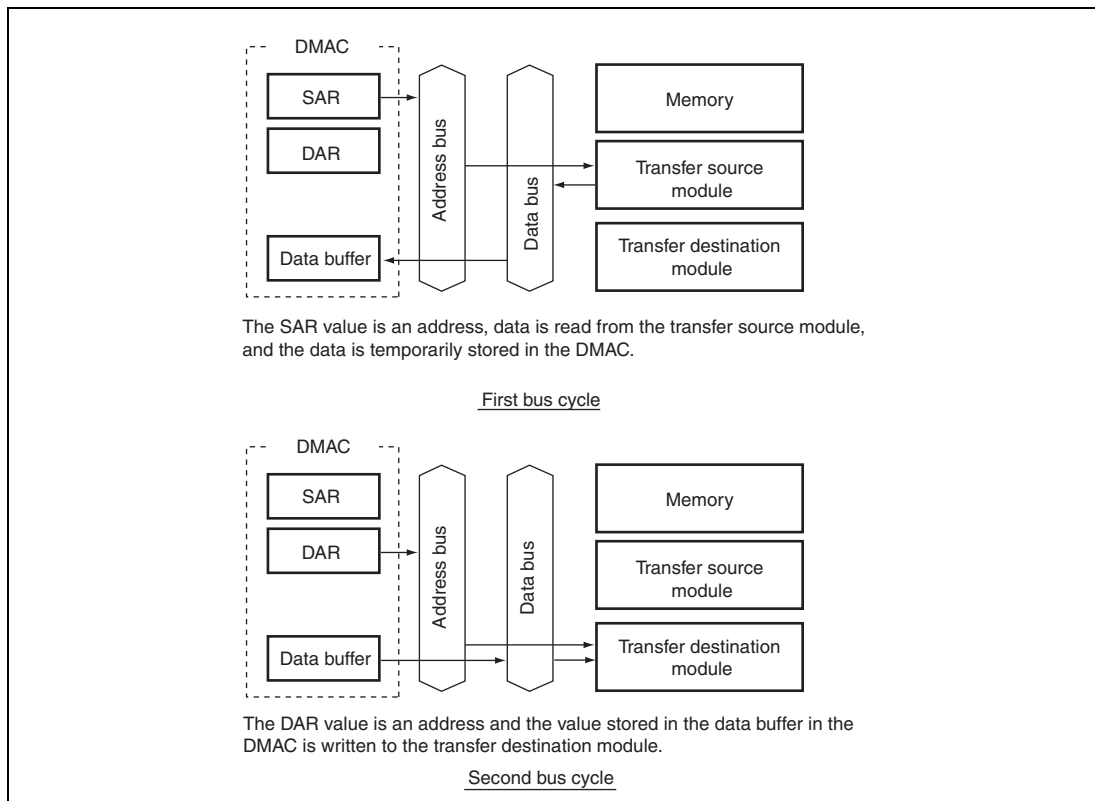 DMAC
SAR
DAR
Data buffer
Address bus
Data bus
Memory
Transfer source
module
Transfer destination
module
The SAR value is an address, data is read from the transfer source module,
and the data is temporarily stored in the DMAC.
First bus cycle
DMAC
SAR
DAR
Data buffer
Address bus
Data bus
Memory
Transfer source
module
Transfer destination
module
The DAR value is an address and the value stored in the data buffer in the
DMAC is written to the transfer destination module.
Second bus cycle